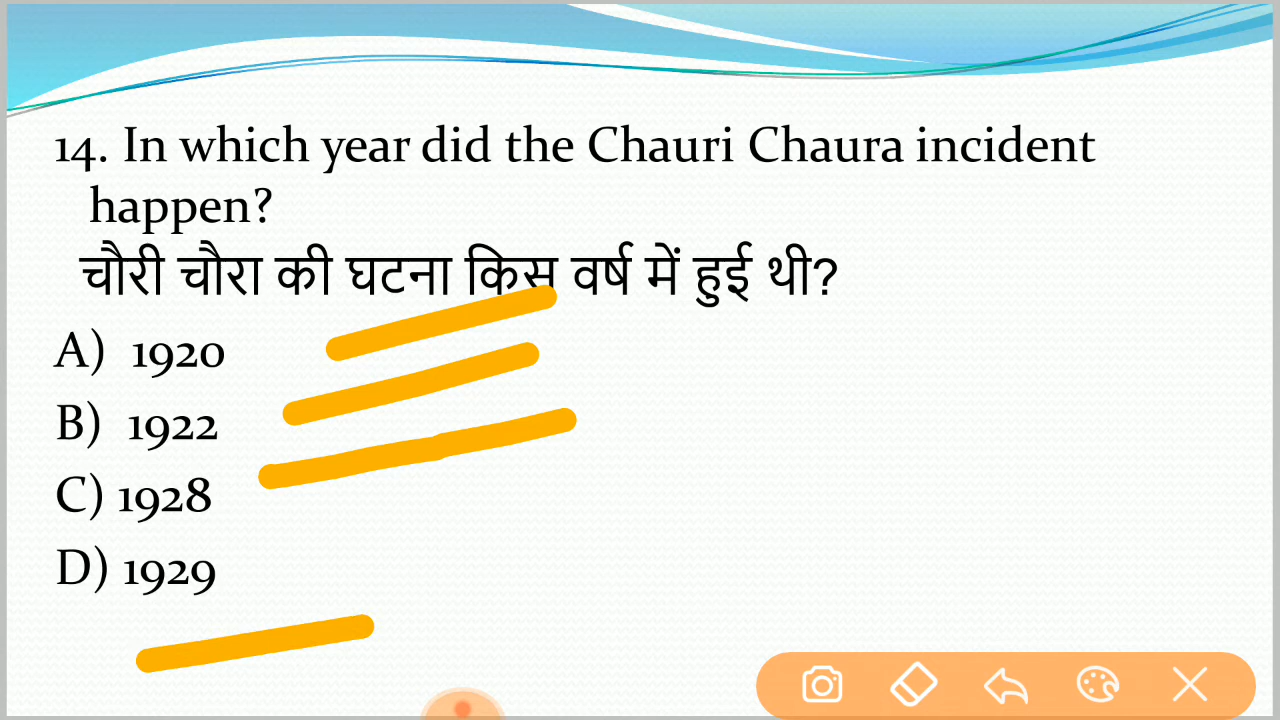 14. In which year did the Chauri Chaura incident
happen?
चौरी चौरा की घटना किस वर्ष में हुई थी?
A) 1920
B) 1922
C) 1928
D) 1929